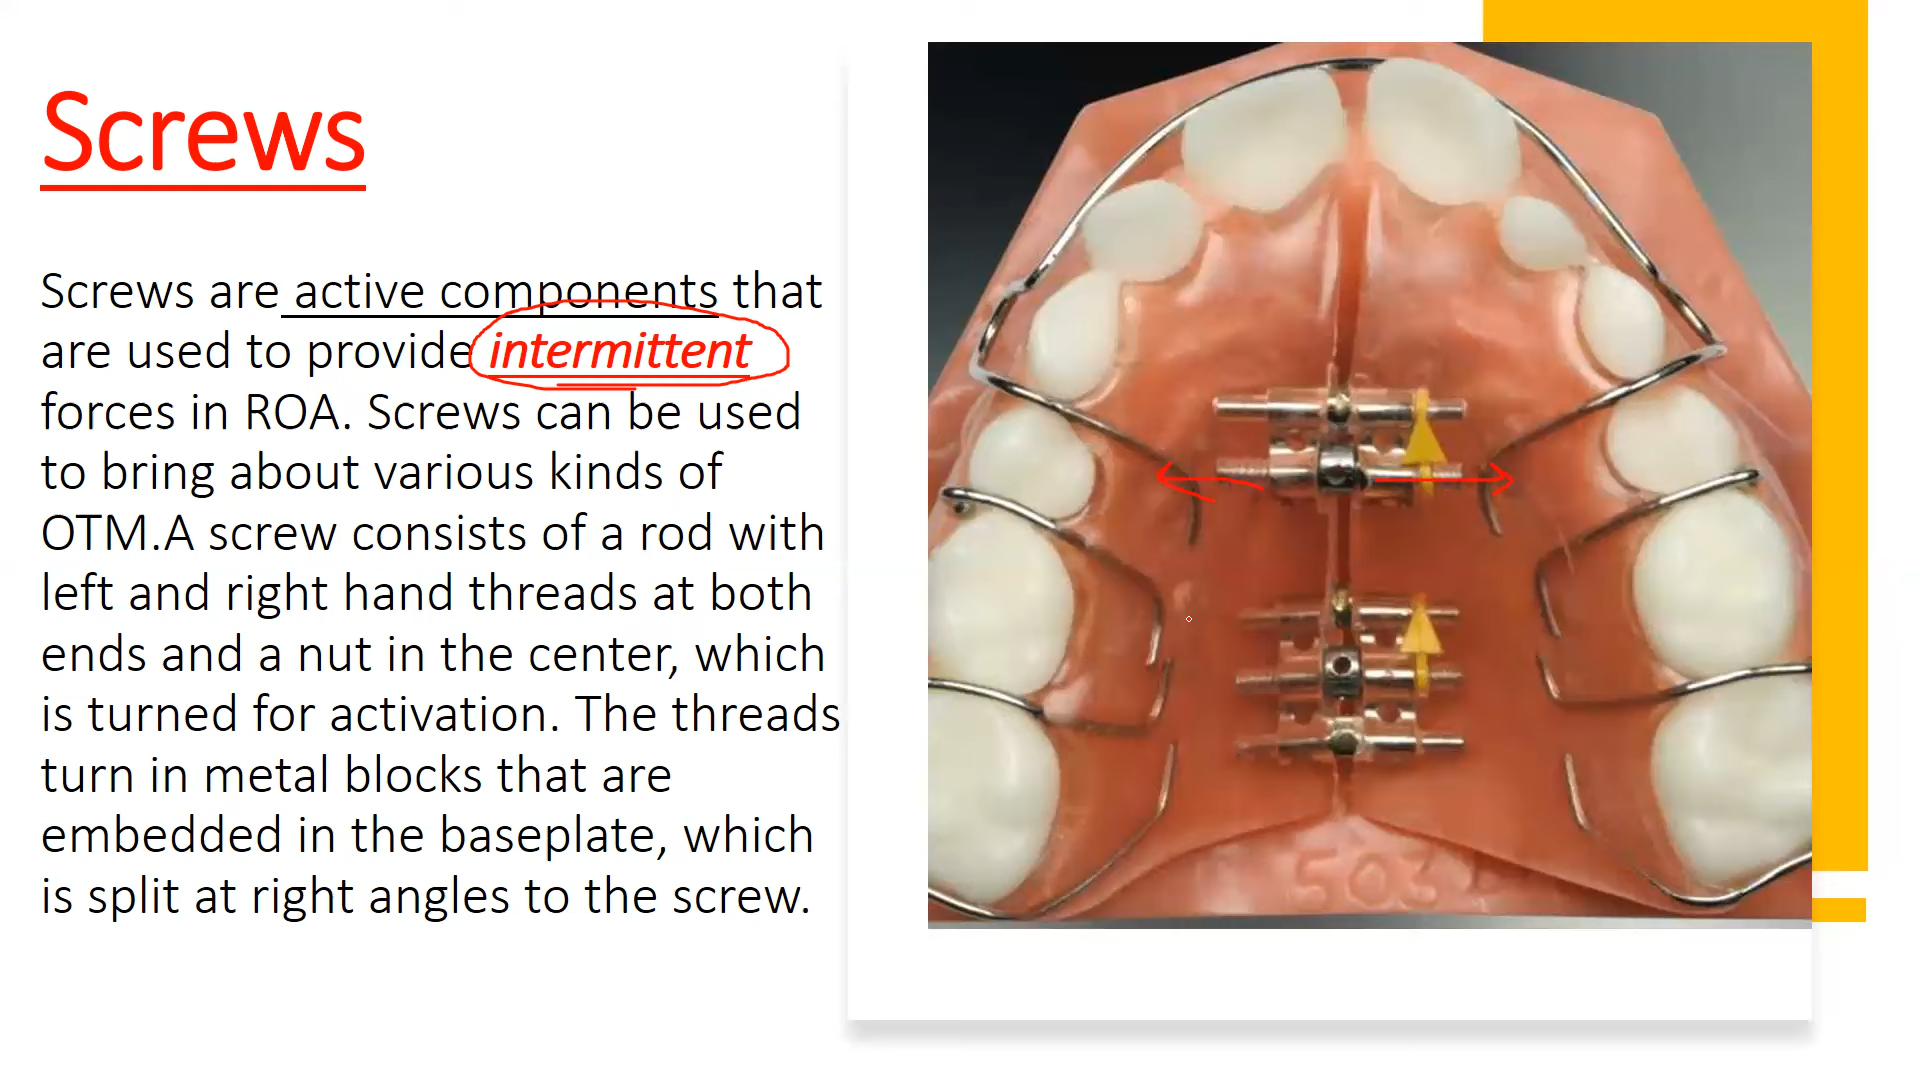 Screws
Screws are active components that
are used to provide intermittent
forces in ROA. Screws can be used
to bring about various kinds of
OTM.A screw consists of a rod with
left and right hand threads at both
ends and a nut in the center, which
is turned for activation. The threads
turn in metal blocks that are
embedded in the baseplate, which
is split at right angles to the screw.
503